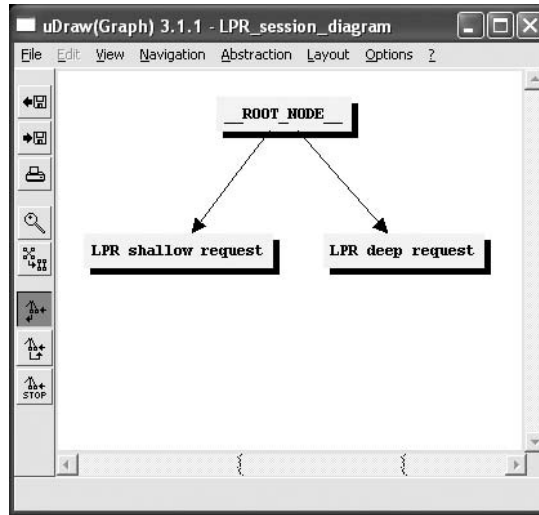 uDraw(Graph) 3.1.1 - LPR_session_diagram
File Edit View Navigation Abstraction Layout Options ?
__ROOT_NODE__
LPR shallow request LPR deep request
STOP